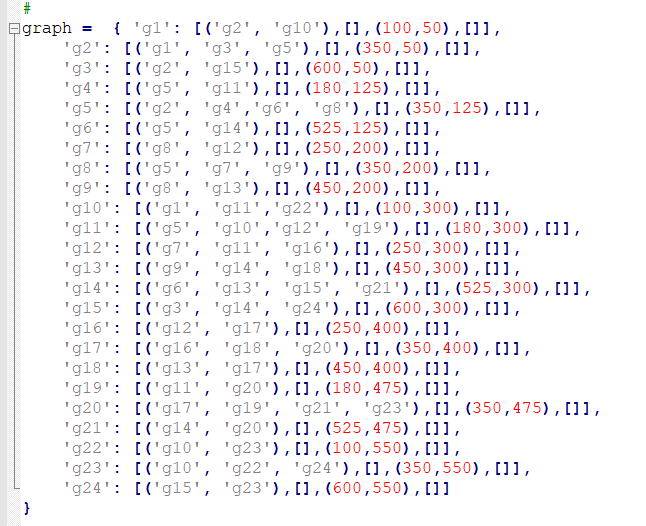 #
graph =  { 'g1': [('g2', 'g10'),[],(100,50),[]],
'g2': [('g1', 'g3', 'g5'),[],(350,50),[]],
'g3': [('g2', 'g15'),[],(600,50),[]],
'g4': [('g5', 'g11'),[],(180,125),[]],
'g5': [('g2', 'g4','g6', 'g8'),[],(350,125),[]],
'g6': [('g5', 'g14'),[],(525,125),[]],
'g7': [('g8', 'g12'),[],(250,200),[]],
'g8': [('g5', 'g7', 'g9'),[],(350,200),[]],
'g9': [('g8', 'g13'),[],(450,200),[]],
'g10': [('g1', 'g11','g22'),[],(100,300),[]],
'g11': [('g5', 'g10','g12', 'g19'),[],(180,300),[]],
'g12': [('g7', 'g11', 'g16'),[],(250,300),[]],
'g13': [('g9', 'g14', 'g18'),[],(450,300),[]],
'g14': [('g6', 'g13', 'g15', 'g21'),[],(525,300),[]],
'g15': [('g3', 'g14', 'g24'),[],(600,300),[]],
'g16': [('g12', 'g17'),[],(250,400),[]],
'g17': [('g16', 'g18', 'g20'),[],(350,400),[]],
'g18': [('g13', 'g17'),[],(450,400),[]],
'g19': [('g11', 'g20'),[],(180,475),[]],
'g20': [('g17', 'g19', 'g21', 'g23'),[],(350,475),[]],
'g21': [('g14', 'g20'),[],(525,475),[]],
'g22': [('g10', 'g23'),[],(100,550),[]],
'g23': [('g10', 'g22', 'g24'),[],(350,550),[]],
'g24': [('g15', 'g23'),[],(600,550),[]]
}